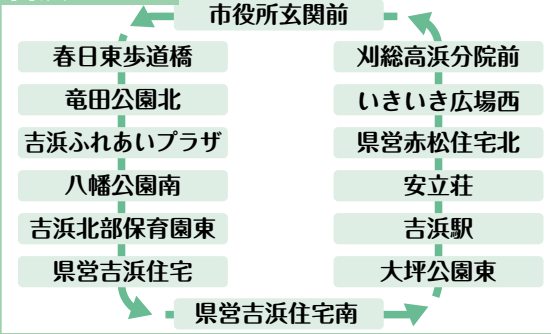 市役所玄関前
春日東歩道橋
竜田公園北
吉浜ふれあいプラザ
八幡公園南
吉浜北部保育園東
県営吉浜住宅
県営吉浜住宅南
大坪公園東
吉浜駅
安立荘
県営赤松住宅北
いきいき広場西
刈総高浜分院前